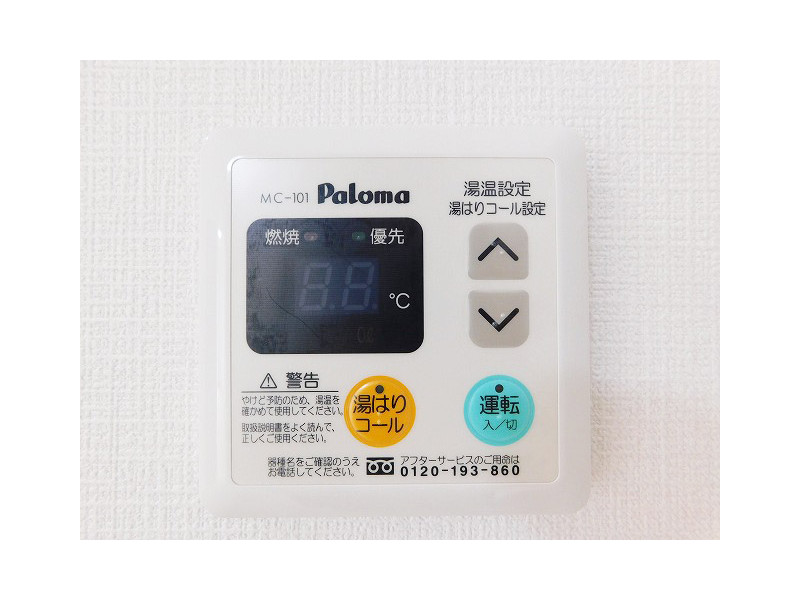 MC-101 Paloma
湯温設定
湯はりコール設定
燃焼 優先
88 ℃
警告
やけど予防のため、湯温を
確かめて使用してください。
取扱説明書をよく読んで、
正しくご使用ください。
湯はり
コール
運転
入/切
器種名をご確認のうえ
お電話してください。
アフターサービスのご用命は
0120-193-860